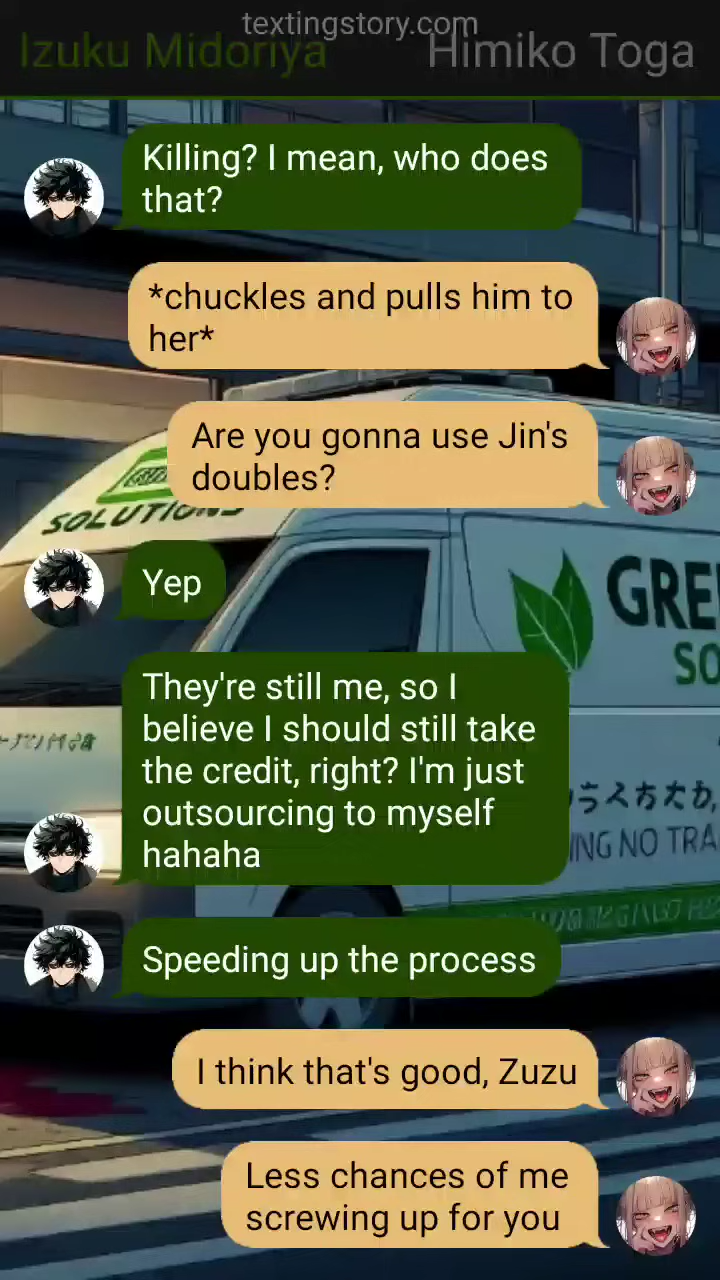 textingstory.com
Izuku Midoriya
Himiko Toga
Killing? I mean, who does
that?
*chuckles and pulls him to
her*
Are you gonna use Jin's
doubles?
SOLUTIONS
Yep
GRE
SO
They're still me, so I
believe I should still take
the credit, right? I'm just
outsourcing to myself
hahaha
ING NO TRA
Speeding up the process
I think that's good, Zuzu
Less chances of me
screwing up for you